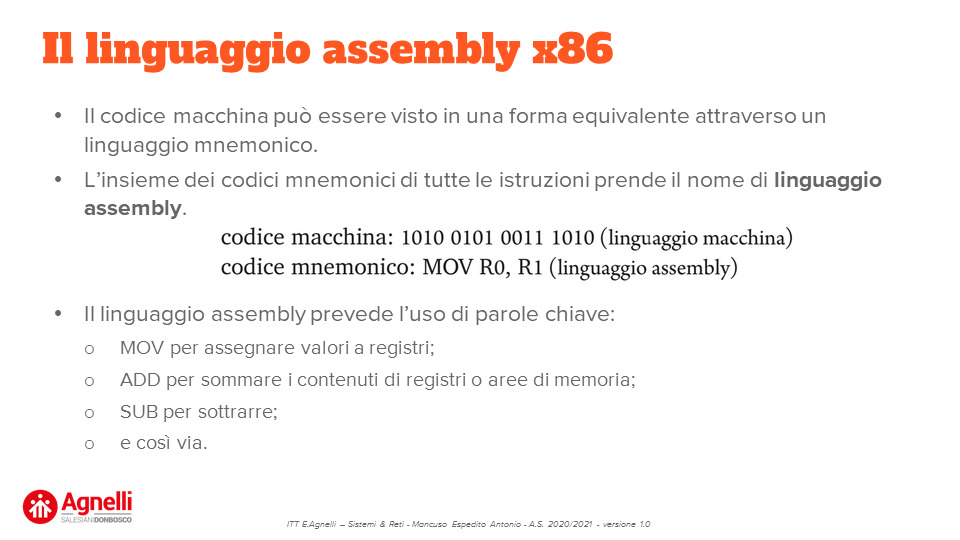 Il linguaggio assembly x86
• Il codice macchina può essere visto in una forma equivalente attraverso un
linguaggio mnemonico.
• L’insieme dei codici mnemonici di tutte le istruzioni prende il nome di linguaggio
assembly.
codice macchina: 1010 0101 0011 1010 (linguaggio macchina)
codice mnemonico: MOV R0, R1 (linguaggio assembly)
• Il linguaggio assembly prevede l’uso di parole chiave:
o MOV per assegnare valori a registri;
o ADD per sommare i contenuti di registri o aree di memoria;
o SUB per sottrarre;
o e così via.
Agnelli
SALESIANI DONBOSCO
ITT E.Agnelli – Sistemi & Reti - Mancuso Espedito Antonio - A.S. 2020/2021 - versione 1.0